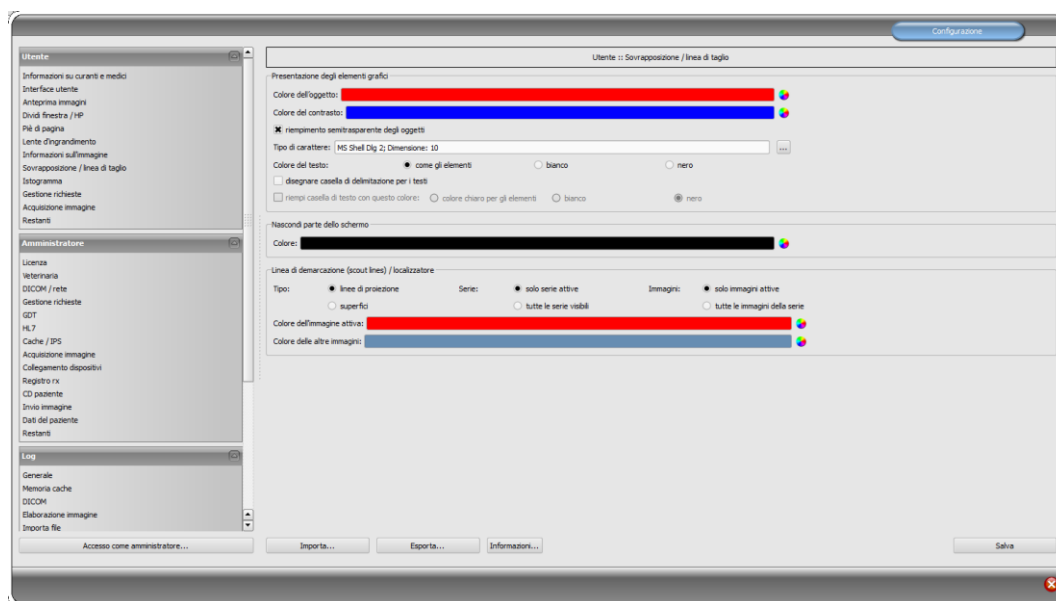 Configurazione
Utente
Informazioni su curanti e medici
Interface utente
Anteprima immagini
Dividi finestra / HP
Piè di pagina
Lente d'ingrandimento
Informazioni sull'immagine
Sovrapposizione / linea di taglio
Istogramma
Gestione richieste
Acquisizione immagine
Restanti
Amministratore
Licenza
Veterinaria
DICOM / rete
Gestione richieste
GDT
HL7
Cache / IPS
Acquisizione immagine
Collegamento dispositivi
Registro rx
CD paziente
Invio immagine
Dati del paziente
Restanti
Log
Generale
Memoria cache
DICOM
Elaborazione immagine
Importa file
Accesso come amministratore...
Utente :: Sovrapposizione / linea di taglio
Presentazione degli elementi grafici
Colore dell'oggetto:
Colore del contrasto:
riempimento semitrasparente degli oggetti
Tipo di carattere: MS Shell Dlg 2; Dimensione: 10 ...
Colore del testo: come gli elementi bianco nero
disegnare casella di delimitazione per i testi
riempi casella di testo con questo colore: colore chiaro per gli elementi bianco nero
Nascondi parte dello schermo
Colore:
Linea di demarcazione (scout lines) / localizzatore
Tipo: linee di proiezione Serie: solo serie attive Immagini: solo immagini attive
superfici tutte le serie visibili tutte le immagini della serie
Colore dell'immagine attiva:
Colore delle altre immagini:
Importa... Esporta... Informazioni... Salva